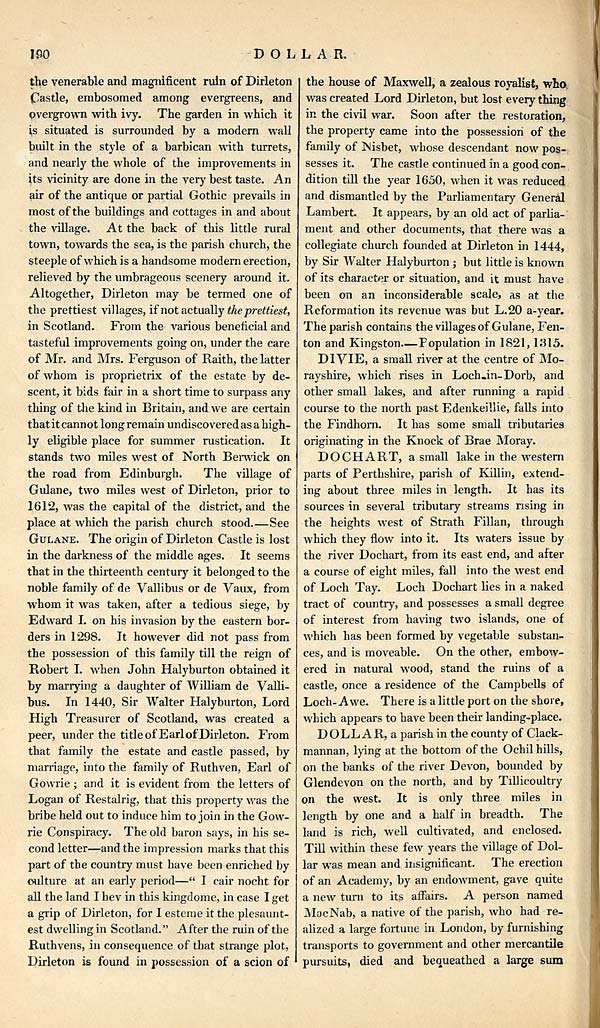 190
DOLLAR.
the venerable and magnificent ruin of Dirleton
Castle, embosomed among evergreens, and
overgrown with ivy. The garden in which it
is situated is surrounded by a modern wall
built in the style of a barbican with turrets,
and nearly the whole of the improvements in
its vicinity are done in the very best taste. An
air of the antique or partial Gothic prevails in
most of the buildings and cottages in and about
the village. At the back of this little rural
town, towards the sea, is the parish church, the
steeple of which is a handsome modern erection,
relieved by the umbrageous scenery around it.
Altogether, Dirleton may be termed one of
the prettiest villages, if not actually the prettiest,
in Scotland. From the various beneficial and
tasteful improvements going on, under the care
of Mr. and Mrs. Ferguson of Raith, the latter
of whom is proprietrix of the estate by de-
scent, it bids fair in a short time to surpass any
thing of the kind in Britain, and we are certain
that it cannot long remain undiscovered as a high-
ly eligible place for summer rustication. It
stands two miles west of North Berwick on
the road from Edinburgh. The village of
Gulane, two miles west of Dirleton, prior to
1612, was the capital of the district, and the
place at which the parish church stood.—See
GULANE. The origin of Dirleton Castle is lost
in the darkness of the middle ages. It seems
that in the thirteenth century it belonged to the
noble family of de Vallibus or de Vaux, from
whom it was taken, after a tedious siege, by
Edward I. on his invasion by the eastern bor-
ders in 1298. It however did not pass from
the possession of this family till the reign of
Robert I. when John Halyburton obtained it
by marrying a daughter of William de Valli-
bus. In 1440, Sir Walter Halyburton, Lord
High Treasurer of Scotland, was created a
peer, under the title of Earl of Dirleton. From
that family the estate and castle passed, by
marriage, into the family of Ruthven, Earl of
Gowrie; and it is evident from the letters of
Logan of Restalrig, that this property was the
bribe held out to induce him to join in the Gow-
rie Conspiracy. The old baron says, in his se-
cond letter—and the impression marks that this
part of the country must have been enriched by
culture at an early period—“ I cair nocht for
all the land I hev in this kingdome, in case I get
a grip of Dirleton, for I esteme it the plesaunt-
est dwelling in Scotland.” After the ruin of the
Ruthvens, in consequence of that strange plot,
Dirleton is found in possession of a scion of
the house of Maxwell, a zealous royalist, who
was created Lord Dirleton, but lost every thing
in the civil war. Soon after the restoration,
the property came into the possession of the
family of Nisbet, whose descendant now pos-
sesses it. The castle continued in a good con-
dition till the year 1650, when it was reduced
and dismantled by the Parliamentary General
Lambert. It appears, by an old act of parlia-
ment and other documents, that there was a
collegiate church founded at Dirleton in 1444,
by Sir Walter Halyburton; but little is known
of its character or situation, and it must have
been on an inconsiderable scale, as at the
Reformation its revenue was but L.20 a-year.
The parish contains the villages of Gulane, Fen-
ton and Kingston.—Population in 1821, 1315.
DIVIE, a small river at the centre of Mo-
rayshire, which rises in Loch-in-Dorb, and
other small lakes, and after running a rapid
course to the north past Edenkeillie, falls into
the Findhorn. It has some small tributaries
originating in the Knock of Brae Moray.
DOCHART, a small lake in the western
parts of Perthshire, parish of Killin, extend-
ing about three miles in length. It has its
sources in several tributary streams rising in
the heights west of Strath Fillan, through
which they flow into it. Its waters issue by
the river Dochart, from its east end, and after
a course of eight miles, fall into the west end
of Loch Tay. Loch Dochart lies in a naked
tract of country, and possesses a small degree
of interest from having two islands, one of
which has been formed by vegetable substan-
ces, and is moveable. On the other, embow-
ered in natural wood, stand the ruins of a
castle, once a residence of the Campbells of
Loch-Awe. There is a little port on the shore,
which appears to have been their landing-place.
DOLLAR, a parish in the county of Clack-
mannan, lying at the bottom of the Ochil hills,
on the banks of the river Devon, bounded by
Glendevon on the north, and by Tillicoultry
on the west. It is only three miles in
length by one and a half in breadth. The
land is rich, well cultivated, and enclosed.
Till within these few years the village of Dol-
lar was mean and insignificant. The erection
of an Academy, by an endowment, gave quite
a new turn to its affairs. A person named
MacNab, a native of the parish, who had re-
alized a large fortune in London, by furnishing
transports to government and other mercantile
pursuits, died and bequeathed a large sum